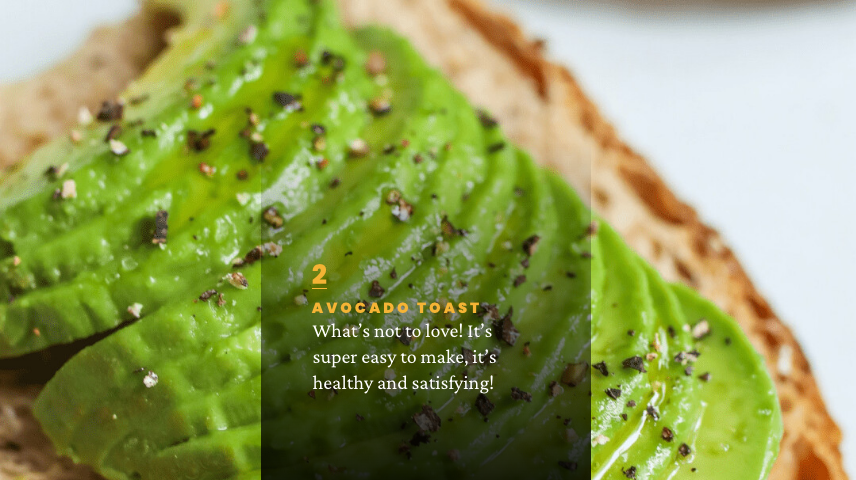 2
AVOCADO TOAST
What's not to love! It's
super easy to make, it's
healthy and satisfying!